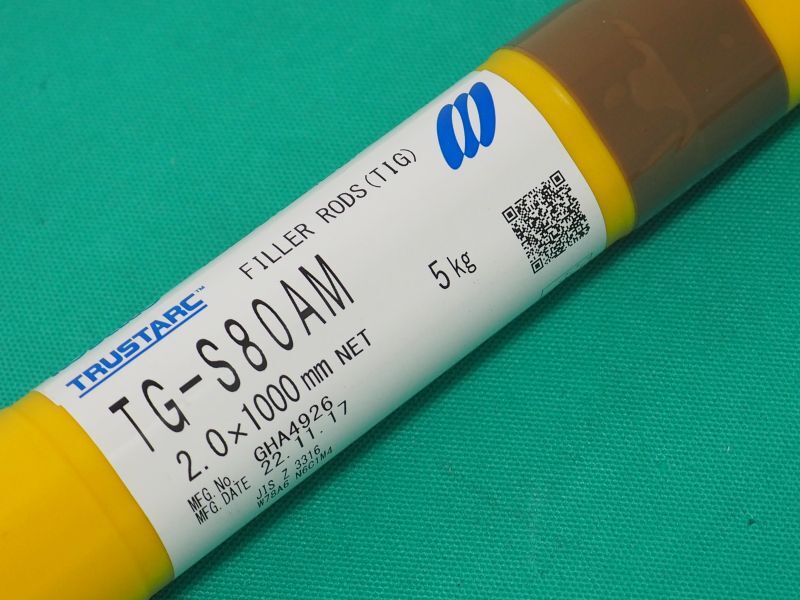 FILLER RODS(TIG)
TRUSTARC™
TG-S80AM
5kg
2.0×1000mm NET
MFG.No. GHA4926
MFG.DATE 22.11.17
JIS Z 3316
W78A6 N6C1M4